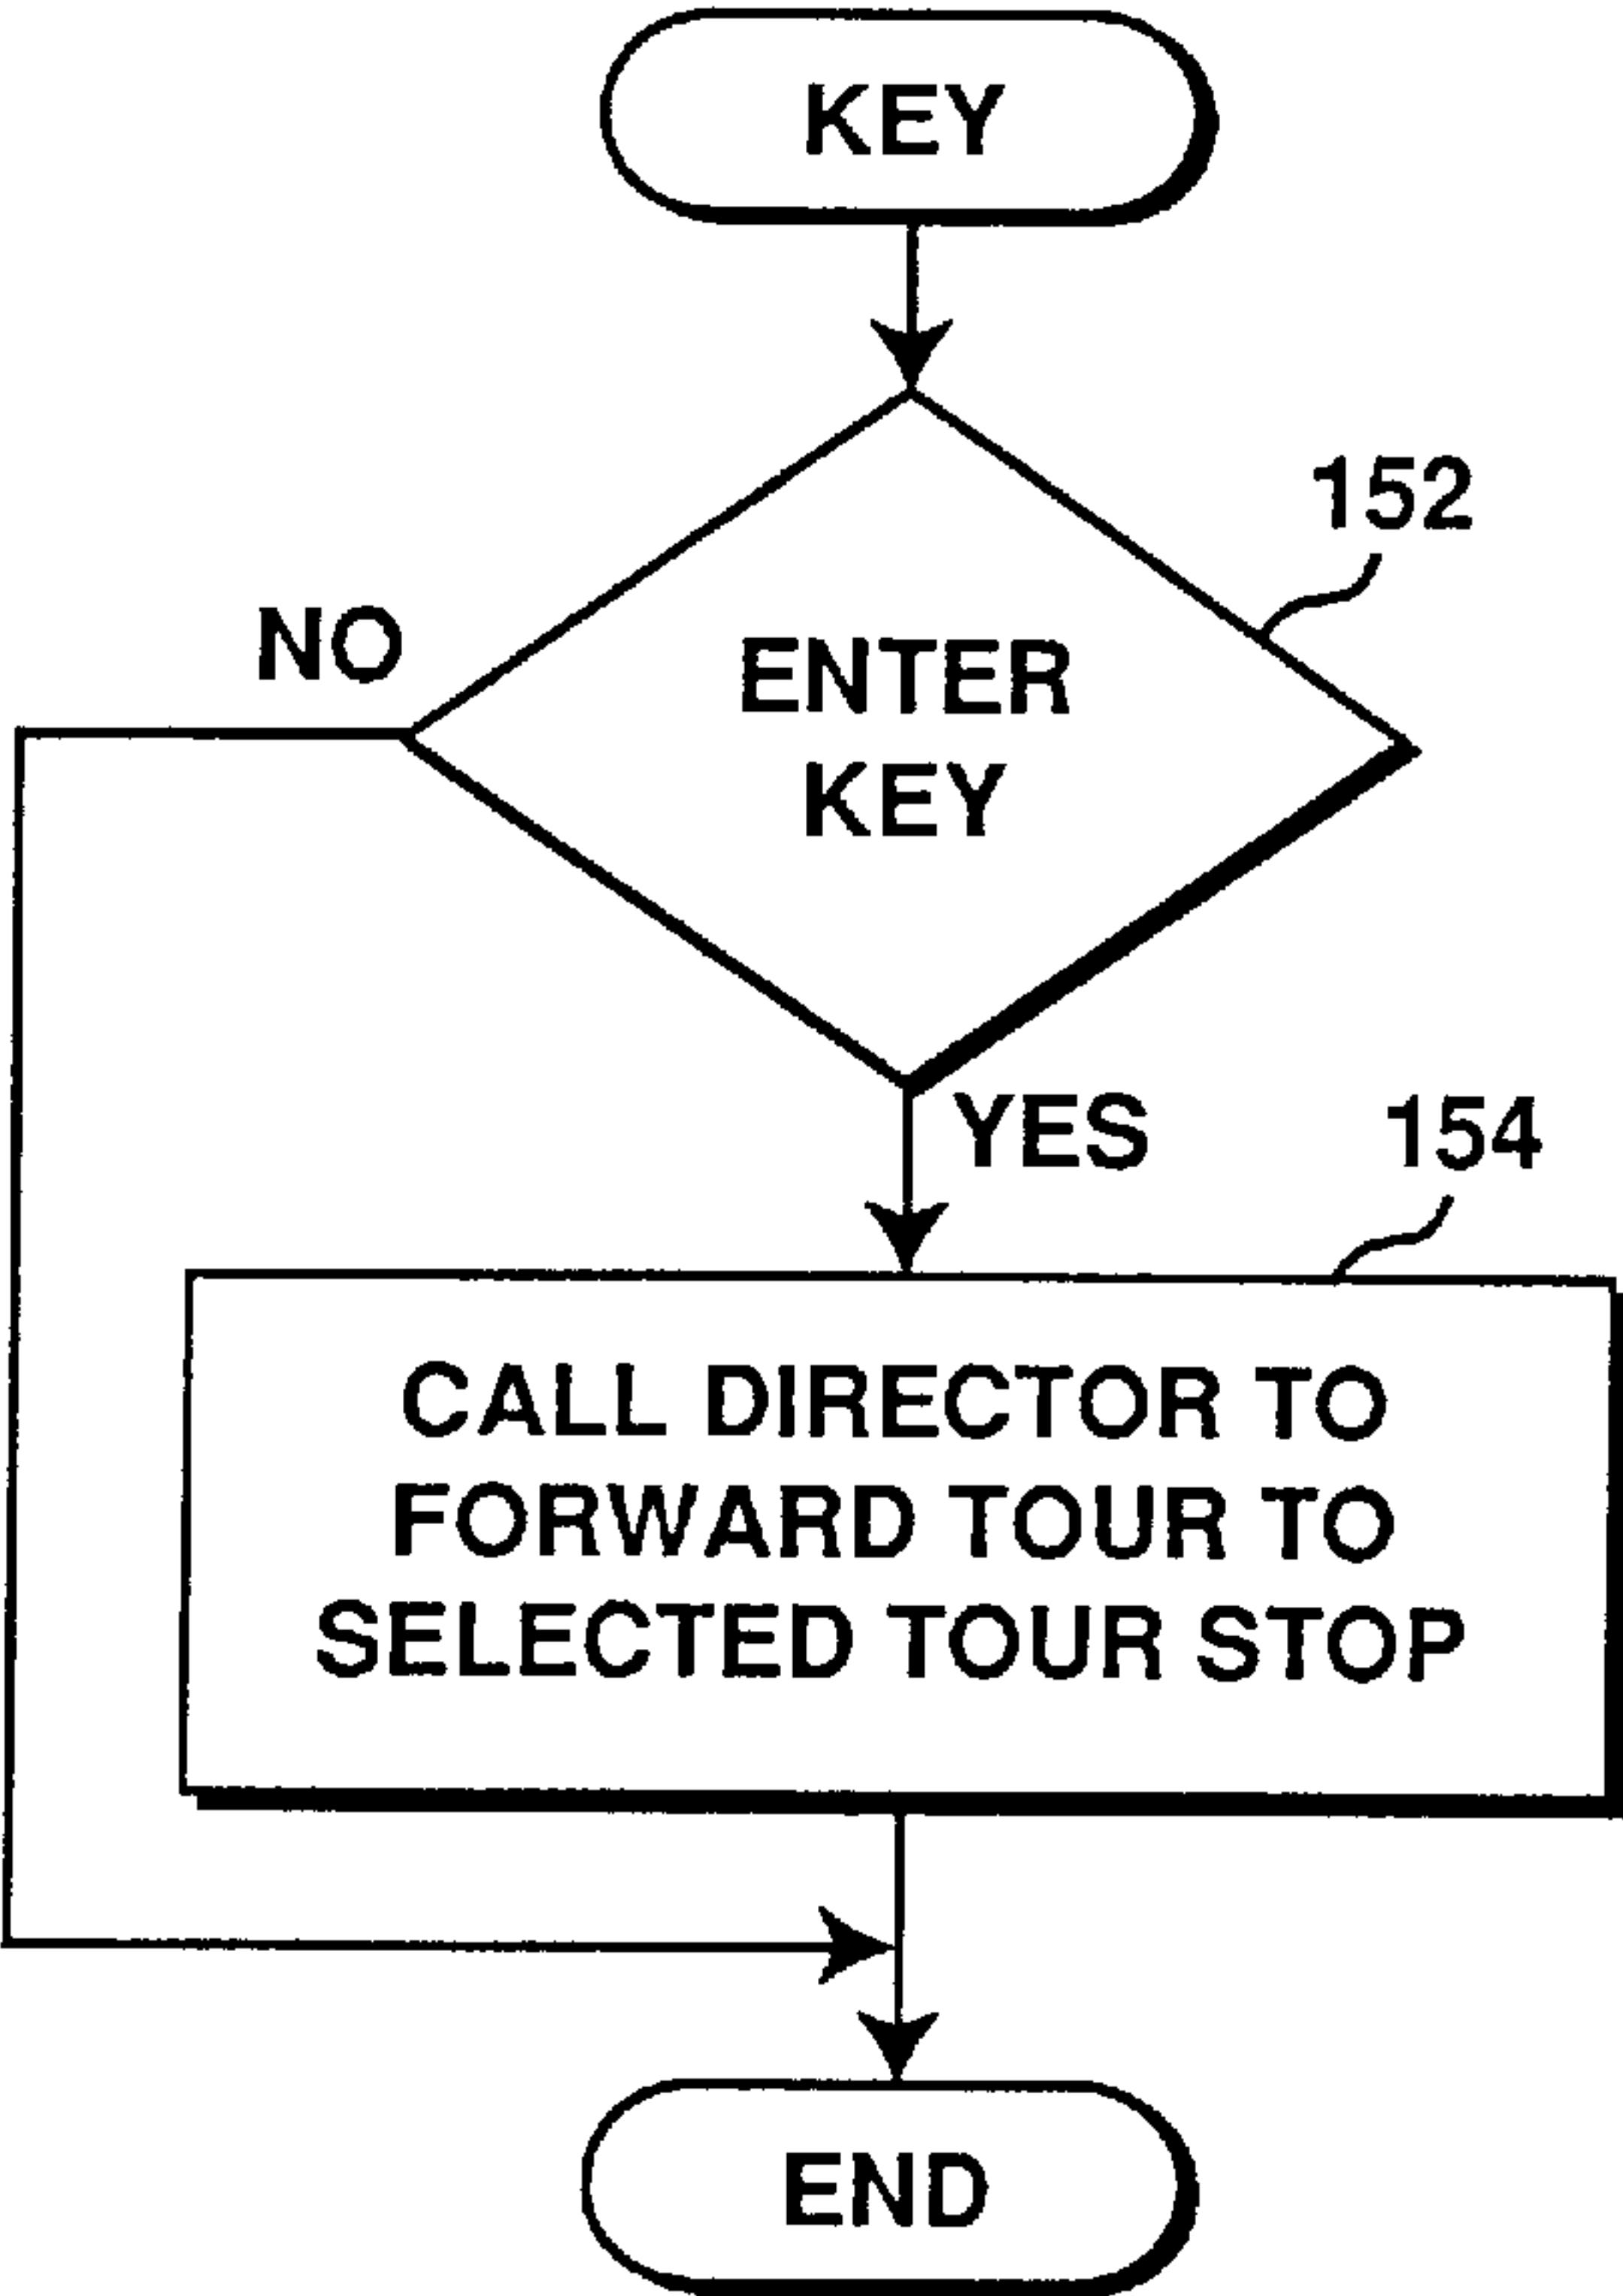 KEY
152
NO
ENTER
KEY
YES
154
CALL DIRECTOR TO
FORWARD TOUR TO
SELECTED TOUR STOP
END